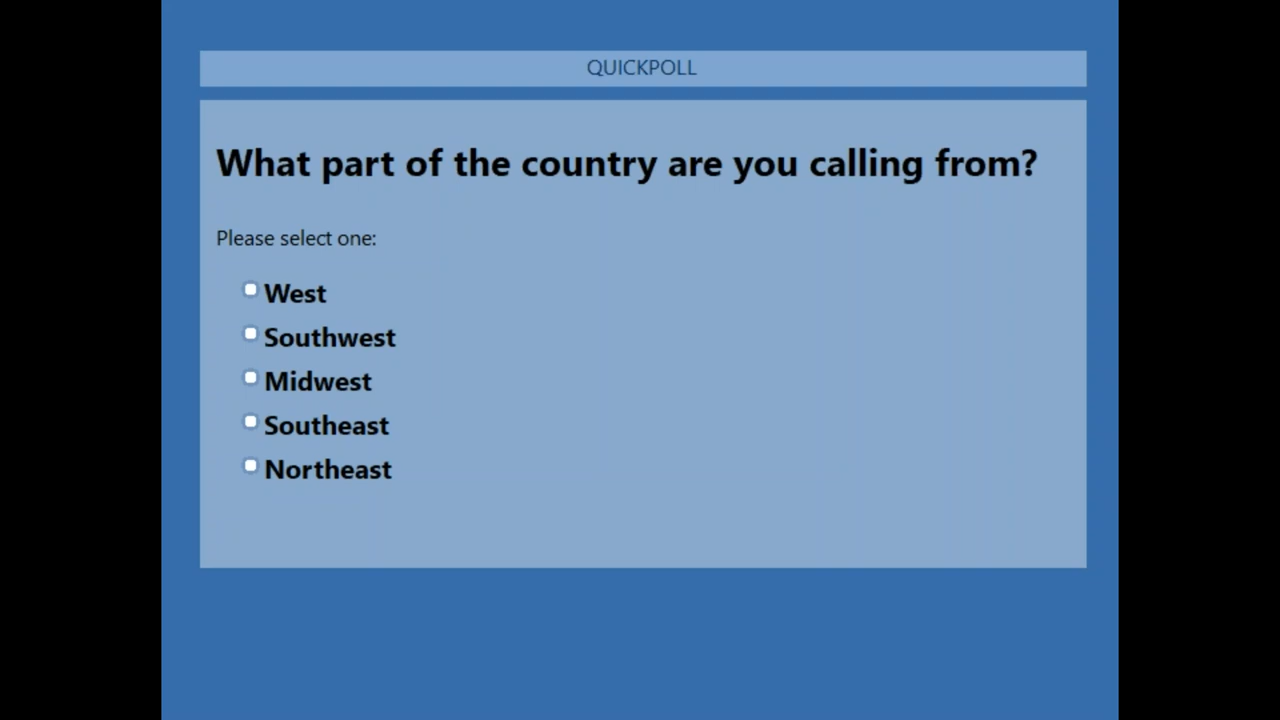 QUICKPOLL
What part of the country are you calling from?
Please select one:
West
Southwest
Midwest
Southeast
Northeast